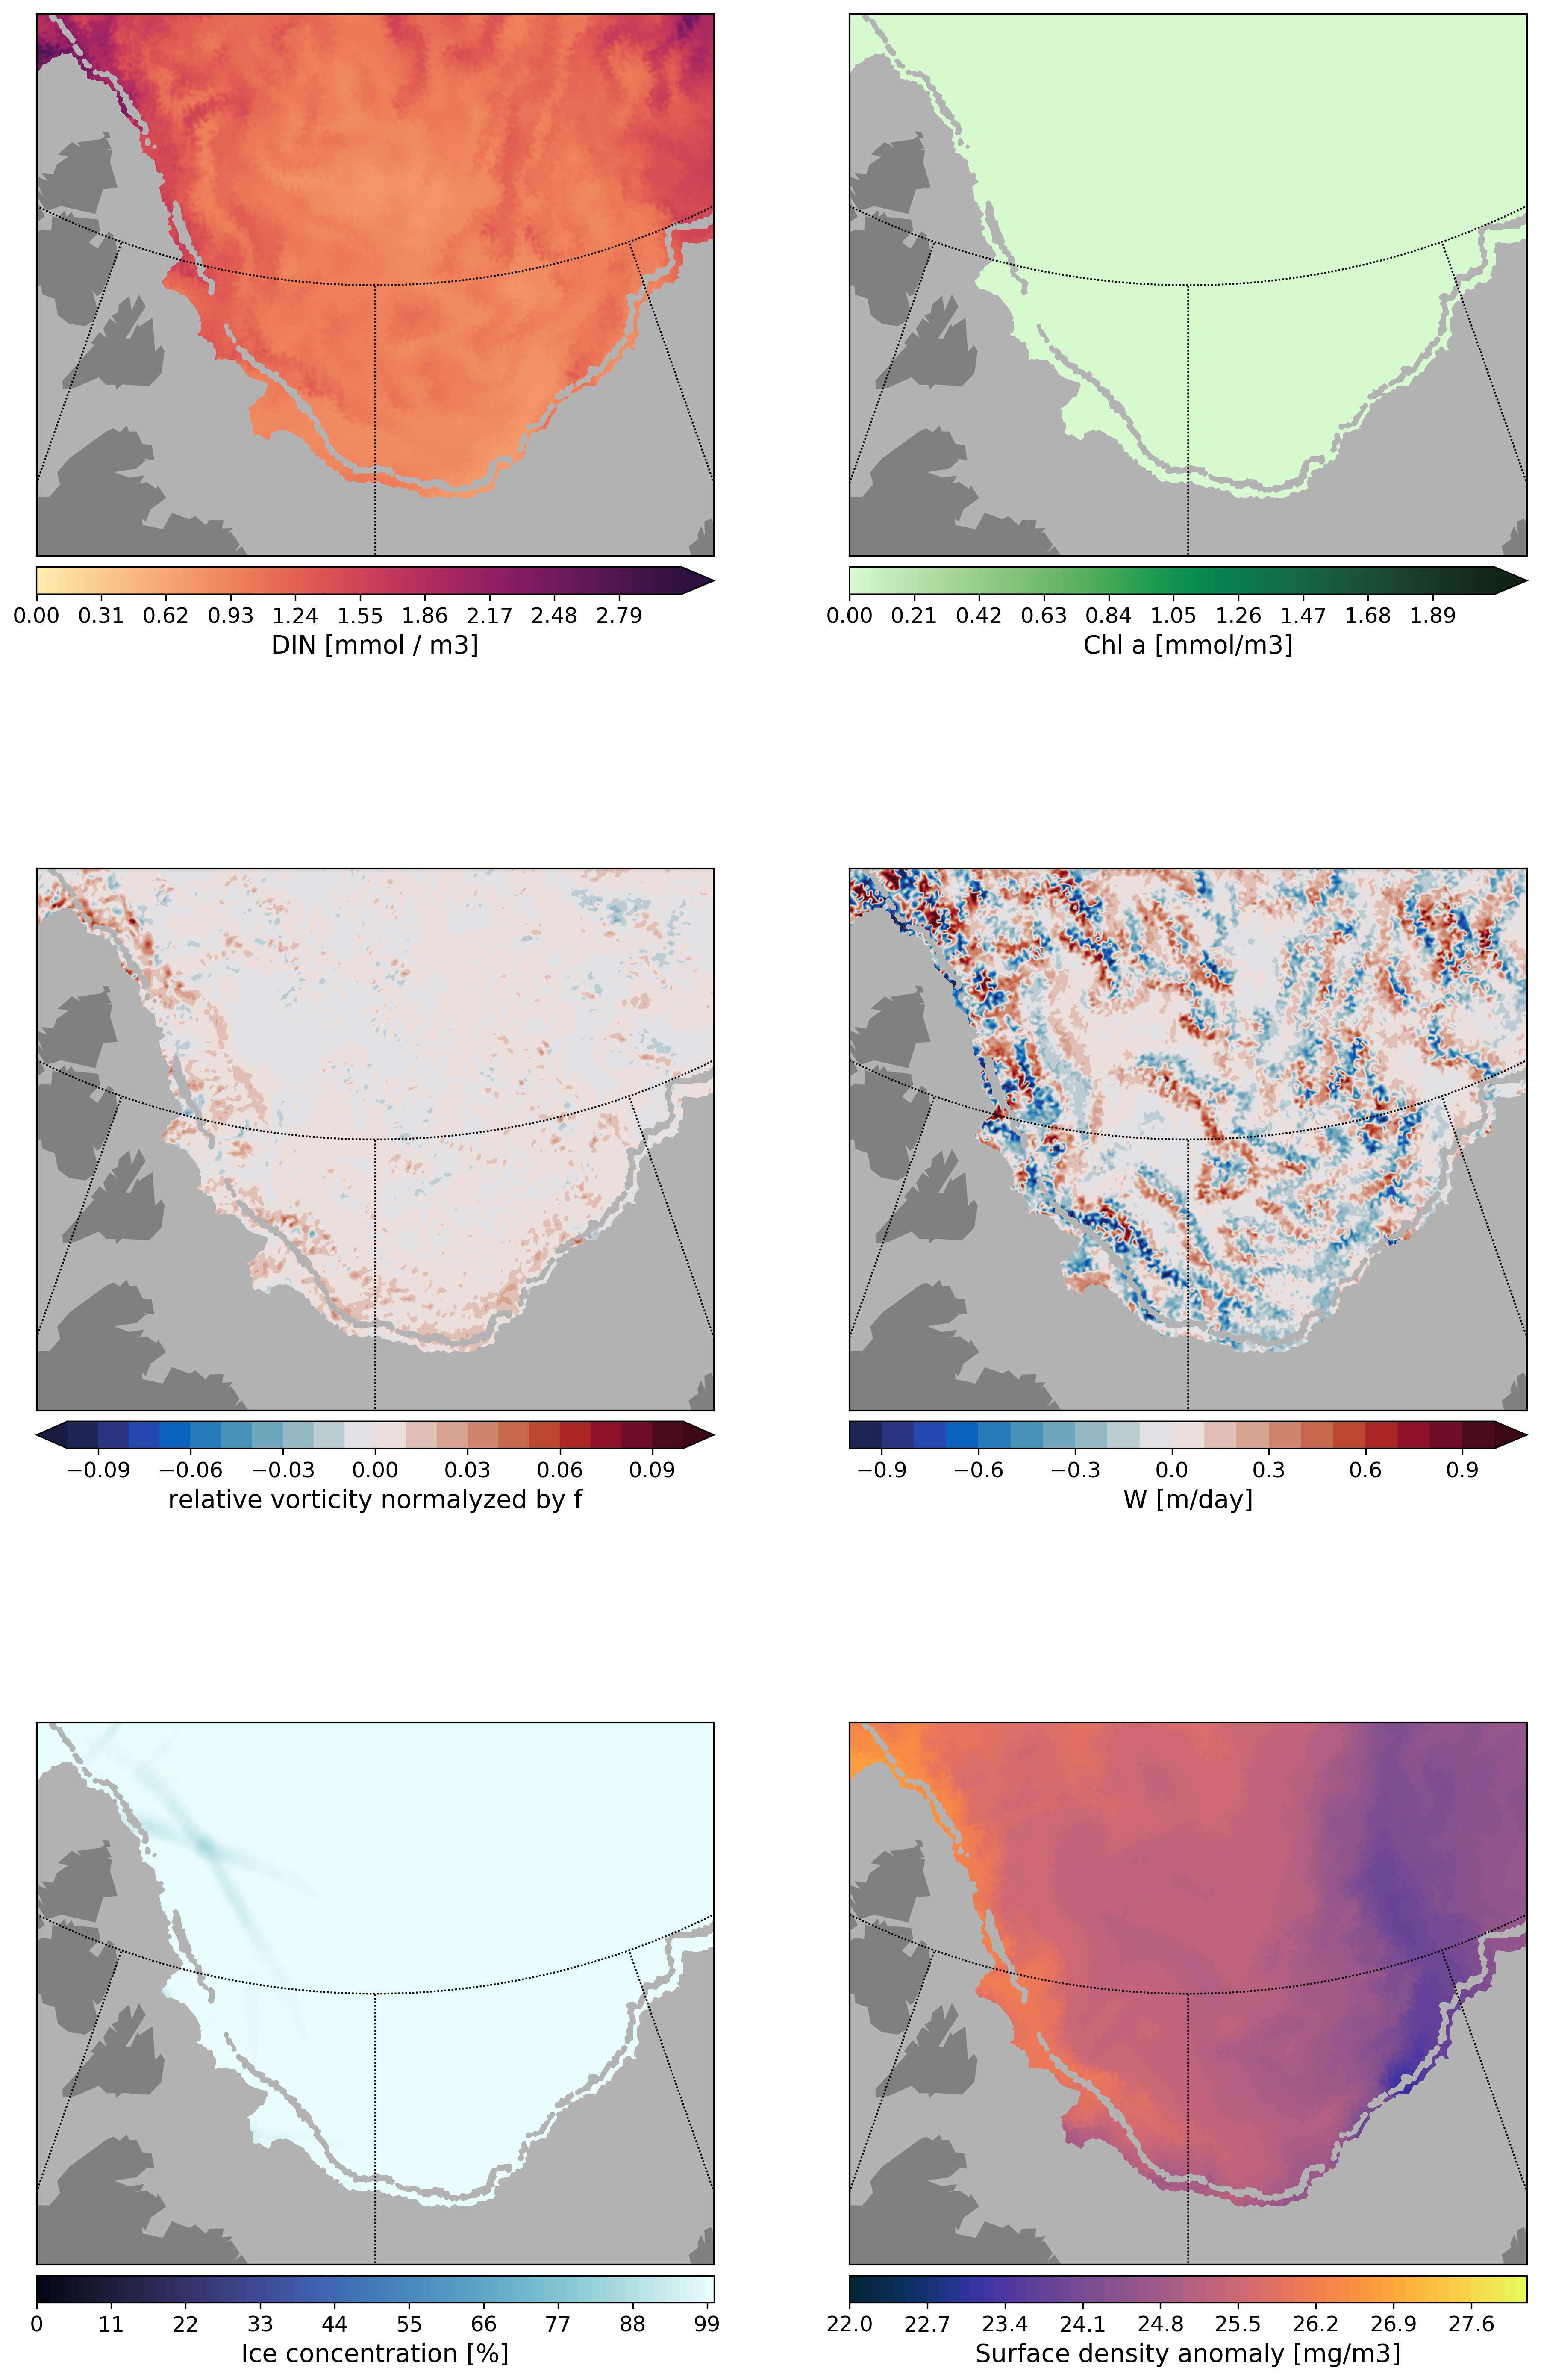 0.00 0.31 0.62 0.93 1.24 1.55 1.86 2.17 2.48 2.79
DIN [mmol / m3]
0.00 0.21 0.42 0.63 0.84 1.05 1.26 1.47 1.68 1.89
Chl a [mmol/m3]
−0.09 −0.06 −0.03 0.00 0.03 0.06 0.09
relative vorticity normalyzed by f
−0.9 −0.6 −0.3 0.0 0.3 0.6 0.9
W [m/day]
0 11 22 33 44 55 66 77 88 99
Ice concentration [%]
22.0 22.7 23.4 24.1 24.8 25.5 26.2 26.9 27.6
Surface density anomaly [mg/m3]